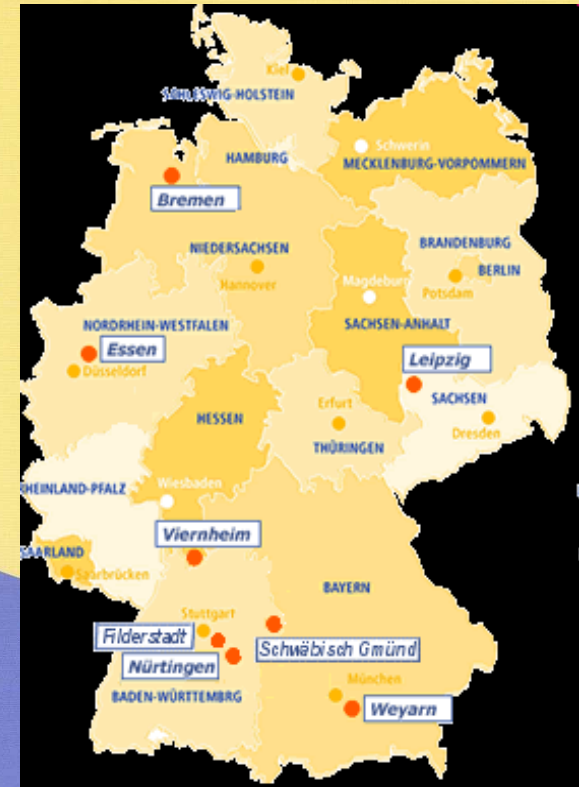 Kiel
SCHLESWIG-HOLSTEIN
Schwerin
HAMBURG
MECKLENBURG-VORPOMMERN
Bremen
BRANDENBURG
NIEDERSACHSEN
BERLIN
Hannover
Magdeburg
Potsdam
NORDRHEIN-WESTFALEN
SACHSEN-ANHALT
Essen
Leipzig
Düsseldorf
SACHSEN
Erfurt
HESSEN
Dresden
THÜRINGEN
Wiesbaden
RHEINLAND-PFALZ
Viernheim
SAARLAND
Saarbrücken
BAYERN
Stuttgart
Filderstadt
Schwäbisch Gmünd
Nürtingen
München
BADEN-WÜRTTEMBRG
Weyarn